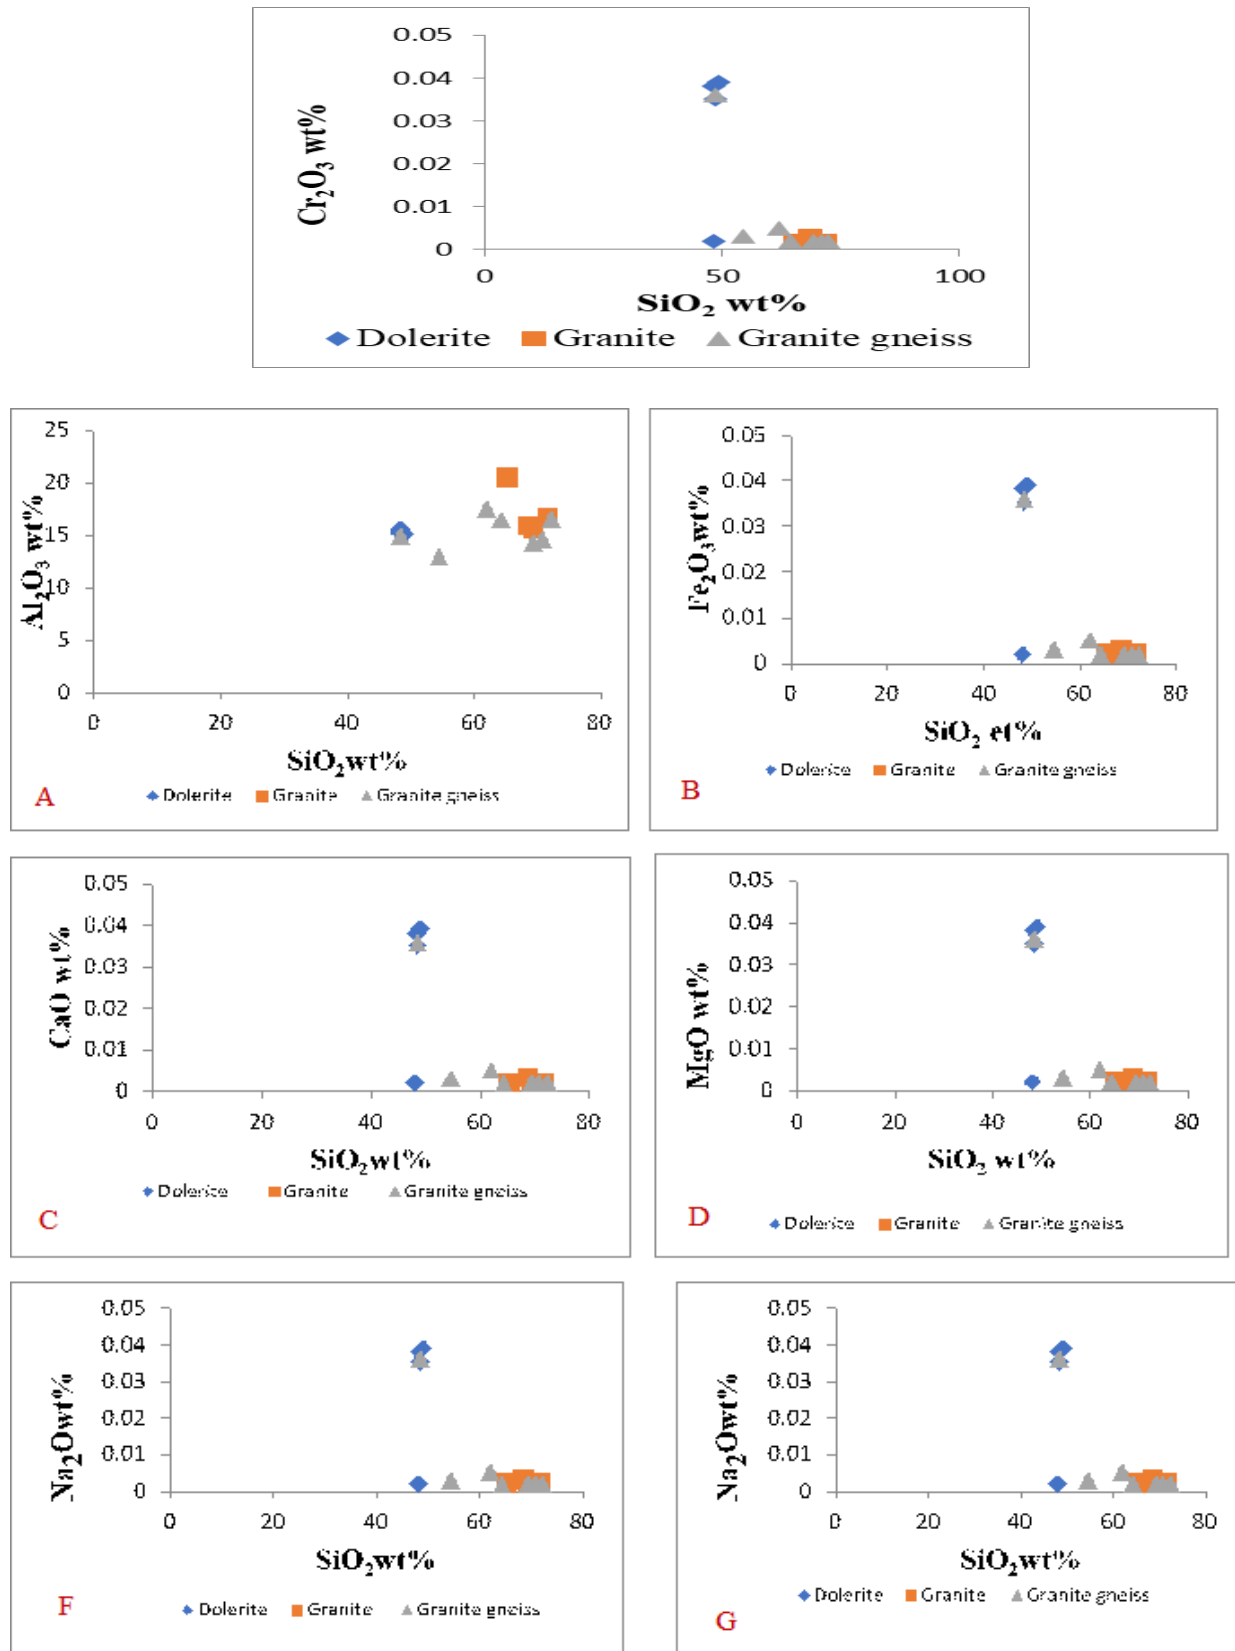 0.05
0.04
0.03
0.02
0.01
0
Cr₂O₃ wt%
0 50 100
SiO₂ wt%
Dolerite Granite Granite gneiss
25
20
15
10
5
0
Al₂O₃ wt%
0 20 40 60 80
SiO₂wt%
Dolerite Granite Granite gneiss
A
0.05
0.04
0.03
0.02
0.01
0
Fe₂O₃wt%
0 20 40 60 80
SiO₂ et%
Dolerite Granite Granite gneiss
B
0.05
0.04
0.03
0.02
0.01
0
CaO wt%
0 20 40 60 80
SiO₂wt%
Dolerite Granite Granite gneiss
C
0.05
0.04
0.03
0.02
0.01
0
MgO wt%
0 20 40 60 80
SiO₂ wt%
Dolerite Granite Granite gneiss
D
0.05
0.04
0.03
0.02
0.01
0
Na₂Owt%
0 20 40 60 80
SiO₂wt%
Dolerite Granite Granite gneiss
F
0.05
0.04
0.03
0.02
0.01
0
Na₂Owt%
0 20 40 60 80
SiO₂wt%
Dolerite Granite Granite gneiss
G